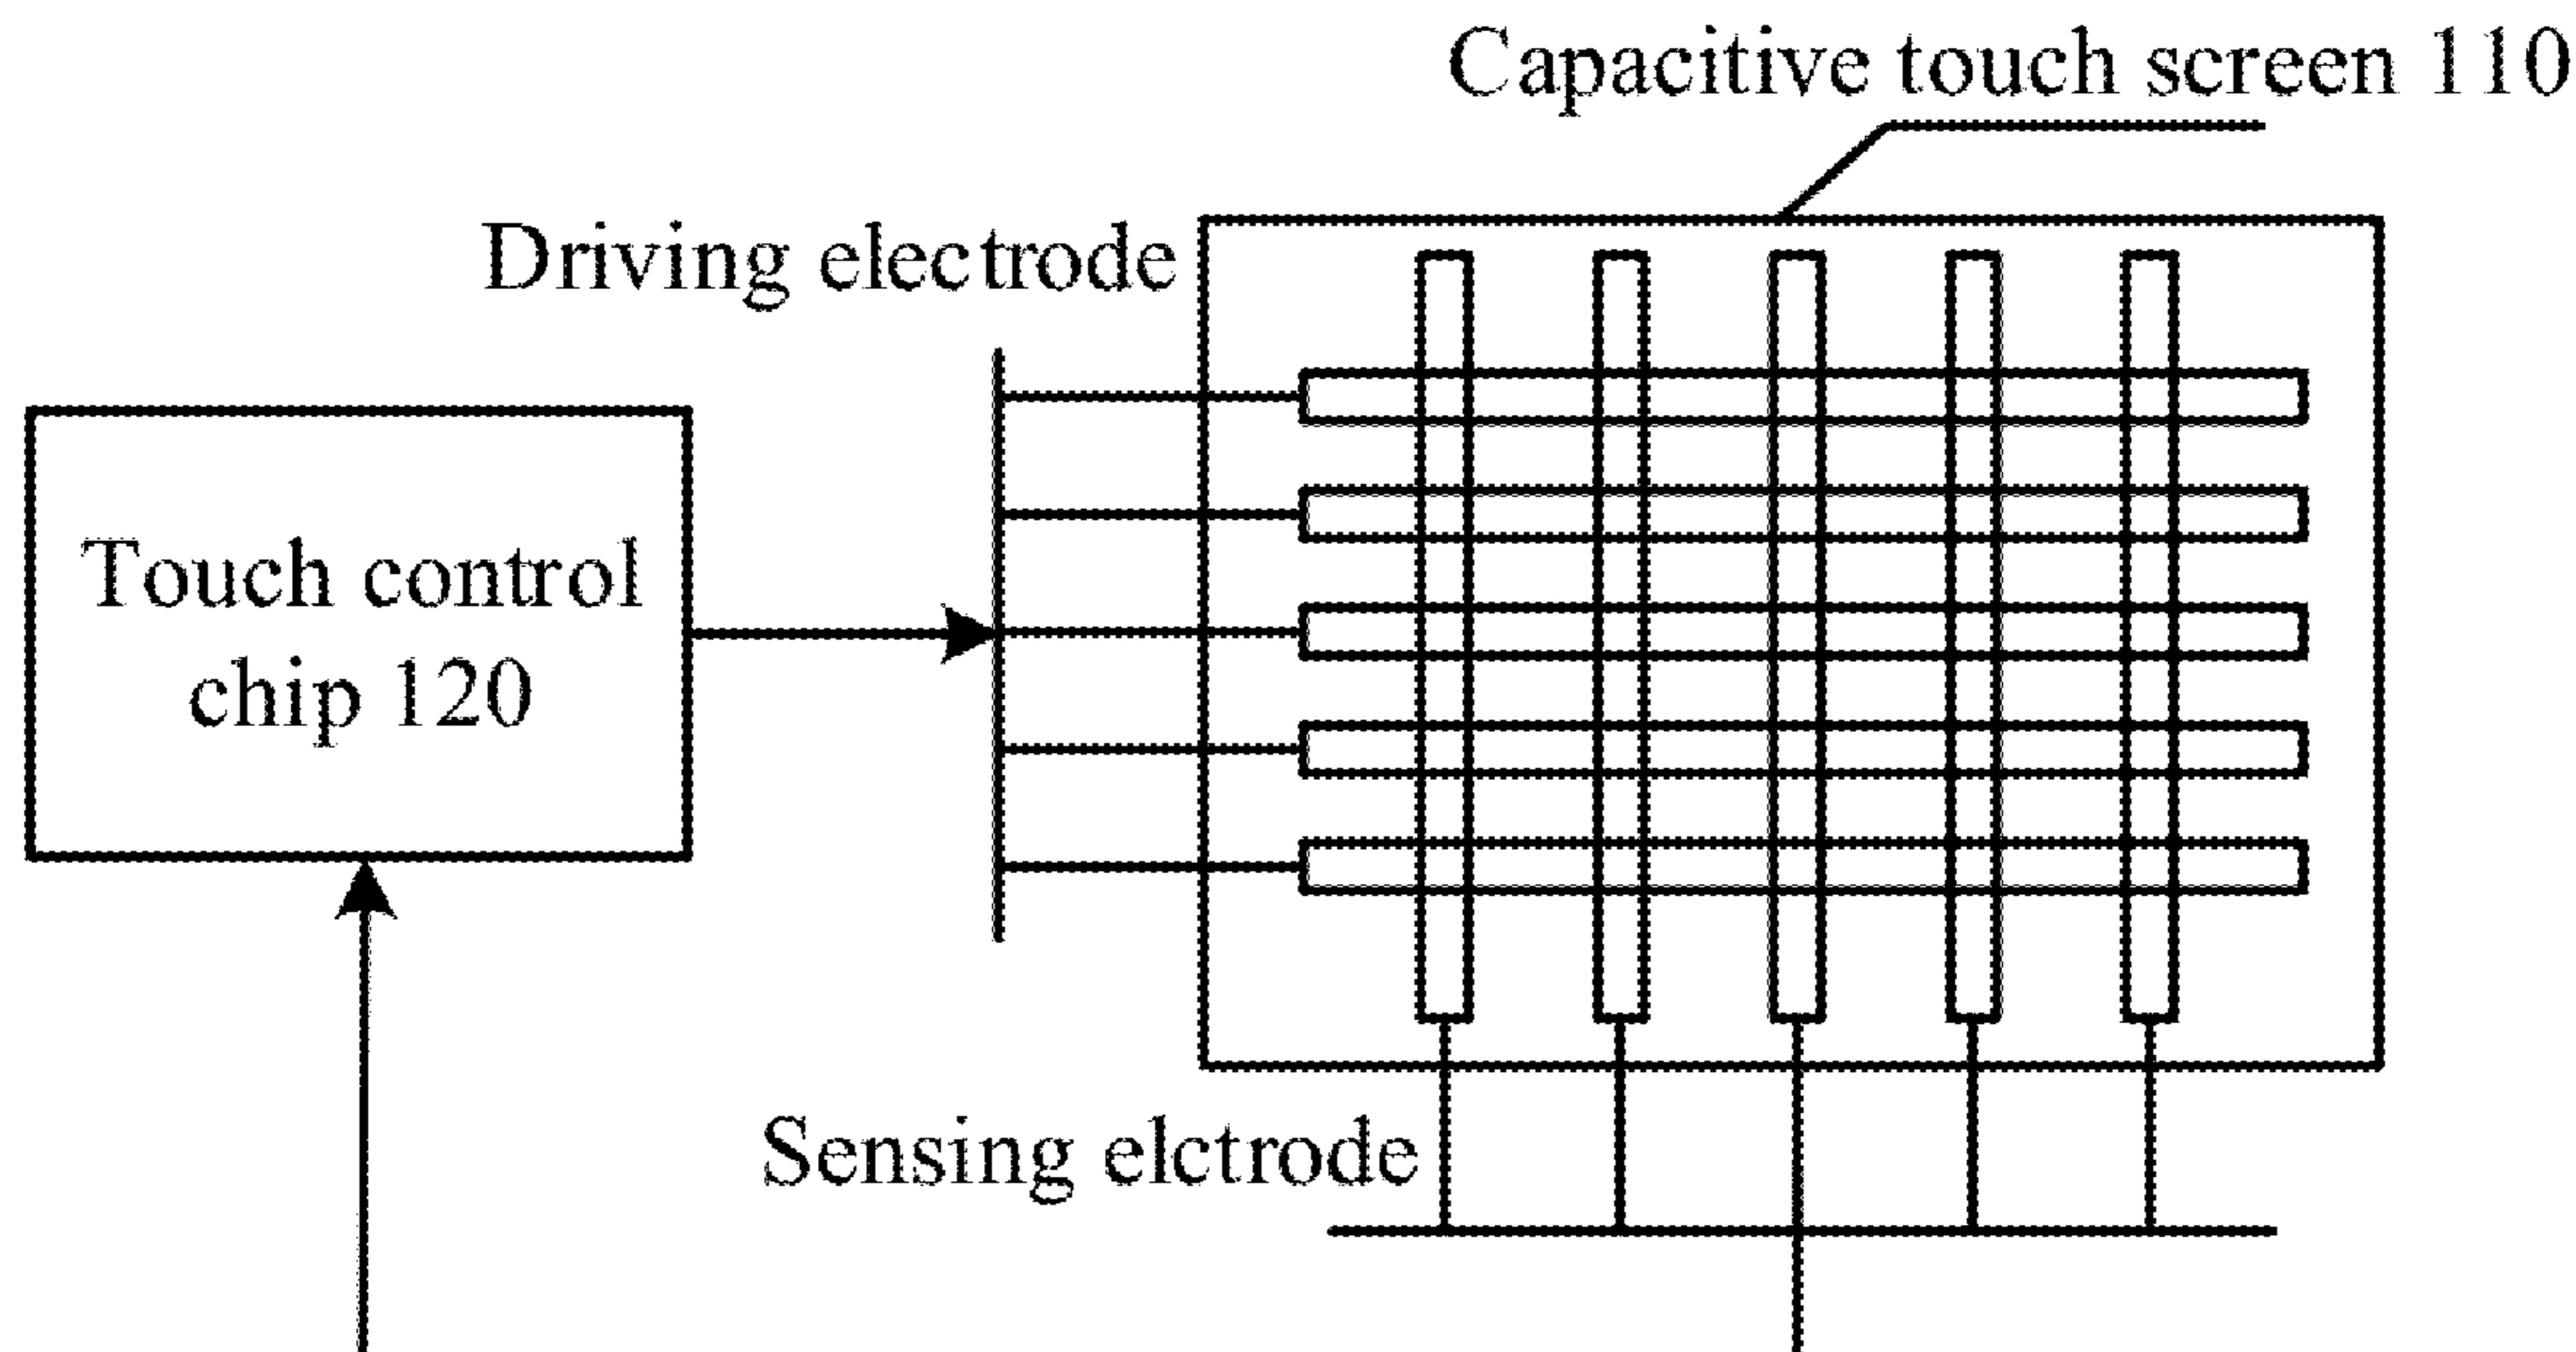 Capacitive touch screen 110
Driving electrode
Touch control
chip 120
Sensing elctrode